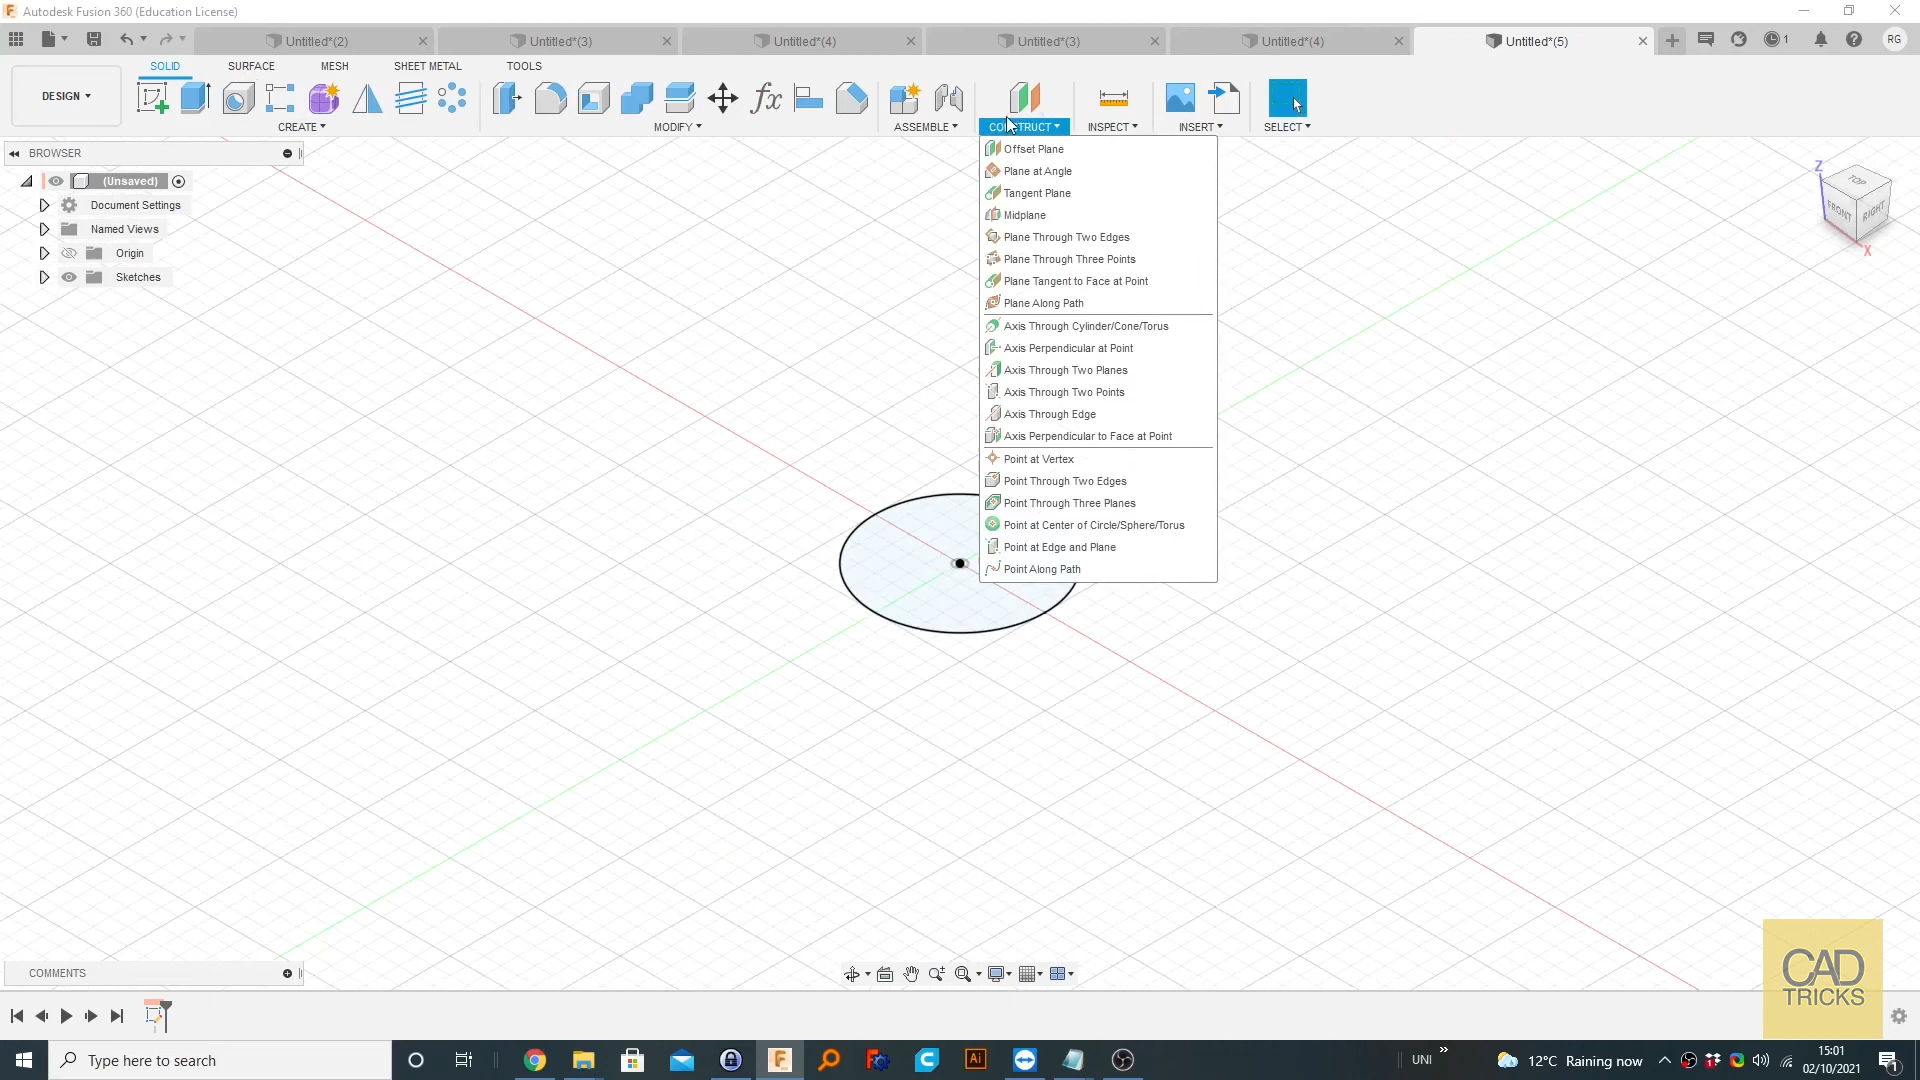 Autodesk Fusion 360 (Education License)
Untitled*(2)
Untitled*(3)
Untitled*(4)
Untitled*(3)
Untitled*(4)
Untitled*(5)
1
RG
DESIGN
SOLID
SURFACE
MESH
SHEET METAL
TOOLS
CREATE
MODIFY
ASSEMBLE
CONSTRUCT
INSPECT
INSERT
SELECT
BROWSER
(Unsaved)
Document Settings
Named Views
Origin
Sketches
Offset Plane
Plane at Angle
Tangent Plane
Midplane
Plane Through Two Edges
Plane Through Three Points
Plane Tangent to Face at Point
Plane Along Path
Axis Through Cylinder/Cone/Torus
Axis Perpendicular at Point
Axis Through Two Planes
Axis Through Two Points
Axis Through Edge
Axis Perpendicular to Face at Point
Point at Vertex
Point Through Two Edges
Point Through Three Planes
Point at Center of Circle/Sphere/Torus
Point at Edge and Plane
Point Along Path
Z
TOP
FRONT
RIGHT
X
COMMENTS
CAD
TRICKS
Type here to search
UNI
12°C Raining now
15:01
02/10/2021